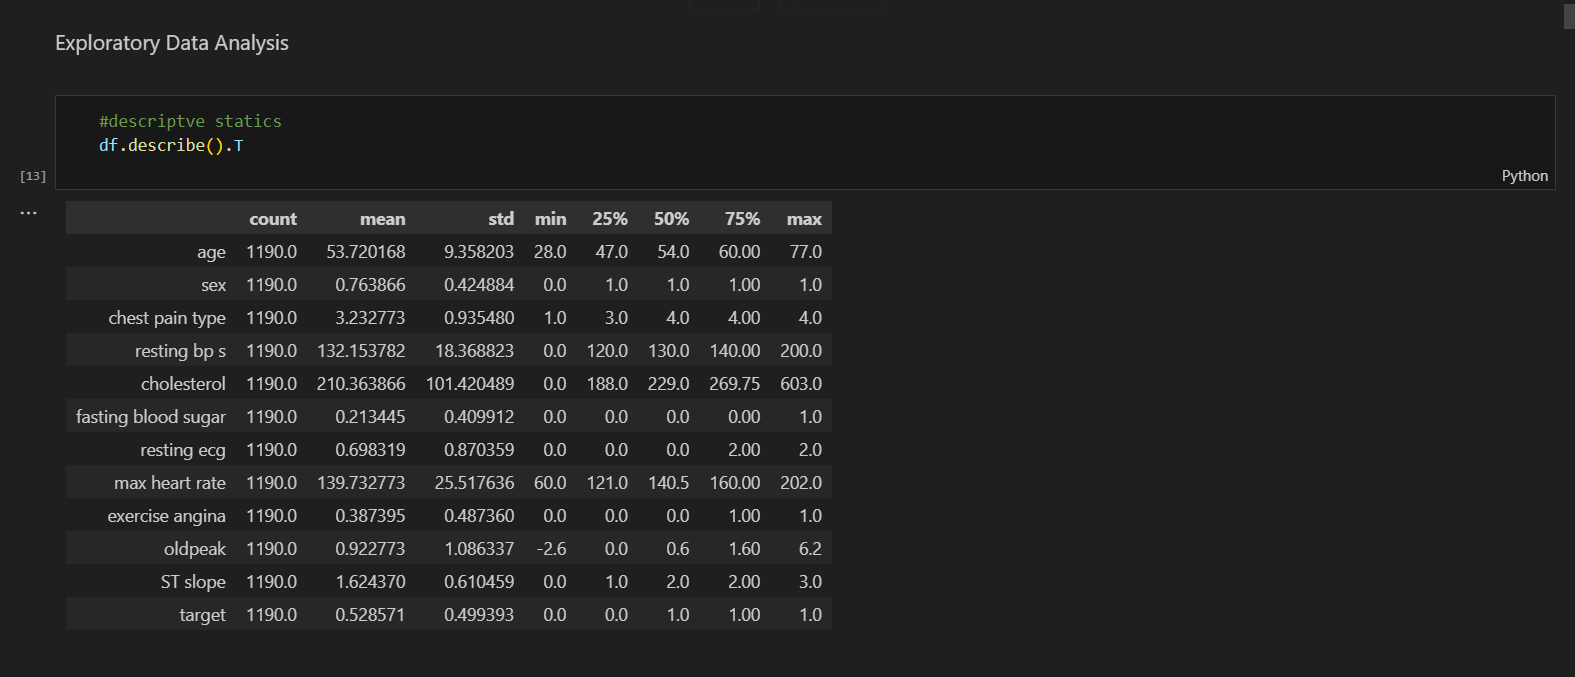 Exploratory Data Analysis
#descriptve statics
df.describe().T
[13]
Python
...
count mean std min 25% 50% 75% max
age 1190.0 53.720168 9.358203 28.0 47.0 54.0 60.00 77.0
sex 1190.0 0.763866 0.424884 0.0 1.0 1.0 1.00 1.0
chest pain type 1190.0 3.232773 0.935480 1.0 3.0 4.0 4.00 4.0
resting bp s 1190.0 132.153782 18.368823 0.0 120.0 130.0 140.00 200.0
cholesterol 1190.0 210.363866 101.420489 0.0 188.0 229.0 269.75 603.0
fasting blood sugar 1190.0 0.213445 0.409912 0.0 0.0 0.0 0.00 1.0
resting ecg 1190.0 0.698319 0.870359 0.0 0.0 0.0 2.00 2.0
max heart rate 1190.0 139.732773 25.517636 60.0 121.0 140.5 160.00 202.0
exercise angina 1190.0 0.387395 0.487360 0.0 0.0 0.0 1.00 1.0
oldpeak 1190.0 0.922773 1.086337 -2.6 0.0 0.6 1.60 6.2
ST slope 1190.0 1.624370 0.610459 0.0 1.0 2.0 2.00 3.0
target 1190.0 0.528571 0.499393 0.0 0.0 1.0 1.00 1.0